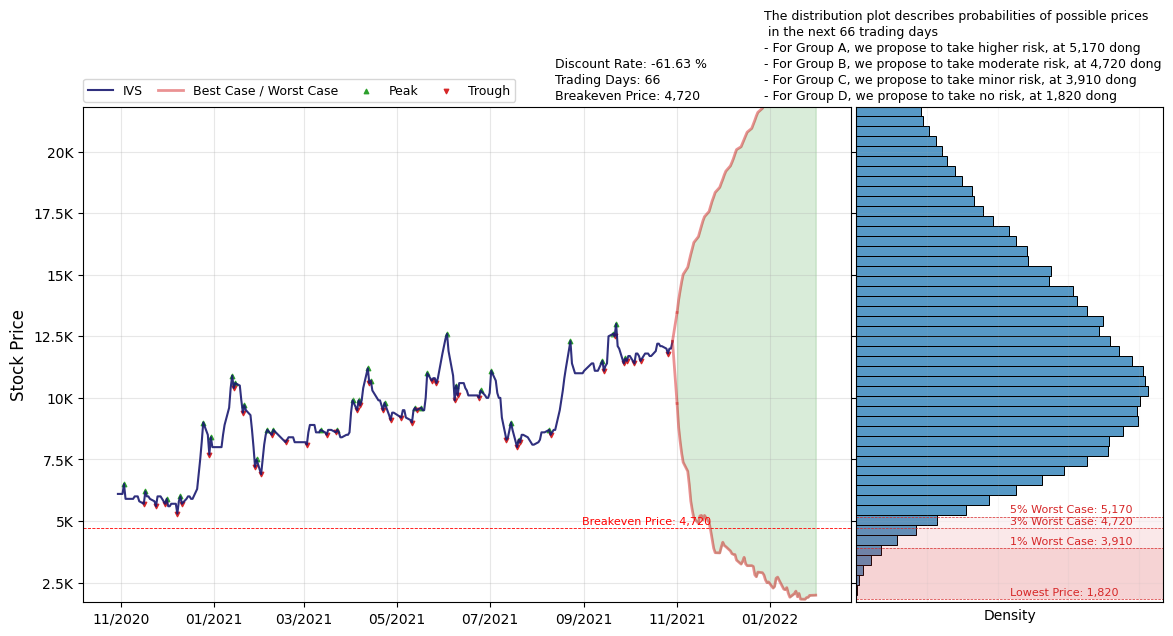 The distribution plot describes probabilities of possible prices
in the next 66 trading days
- For Group A, we propose to take higher risk, at 5,170 dong
- For Group B, we propose to take moderate risk, at 4,720 dong
- For Group C, we propose to take minor risk, at 3,910 dong
- For Group D, we propose to take no risk, at 1,820 dong
Discount Rate: -61.63 %
Trading Days: 66
Breakeven Price: 4,720
IVS
Best Case / Worst Case
Peak
Trough
Stock Price
20K
17.5K
15K
12.5K
10K
7.5K
5K
2.5K
Breakeven Price: 4,720
11/2020
01/2021
03/2021
05/2021
07/2021
09/2021
11/2021
01/2022
5% Worst Case: 5,170
3% Worst Case: 4,720
1% Worst Case: 3,910
Lowest Price: 1,820
Density